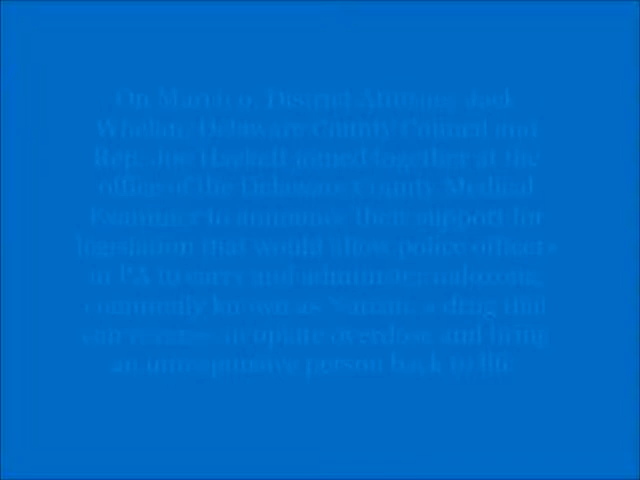 On March 6, District Attorney Jack
Whelan, Delaware County Council and
Rep. Joe Hackett joined together at the
office of the Delaware County Medical
Examiner to announce their support for
legislation that would allow police officers
in PA to carry and administer naloxone,
commonly known as Narcan, a drug that
can reverse an opiate overdose and bring
an unresponsive person back to life